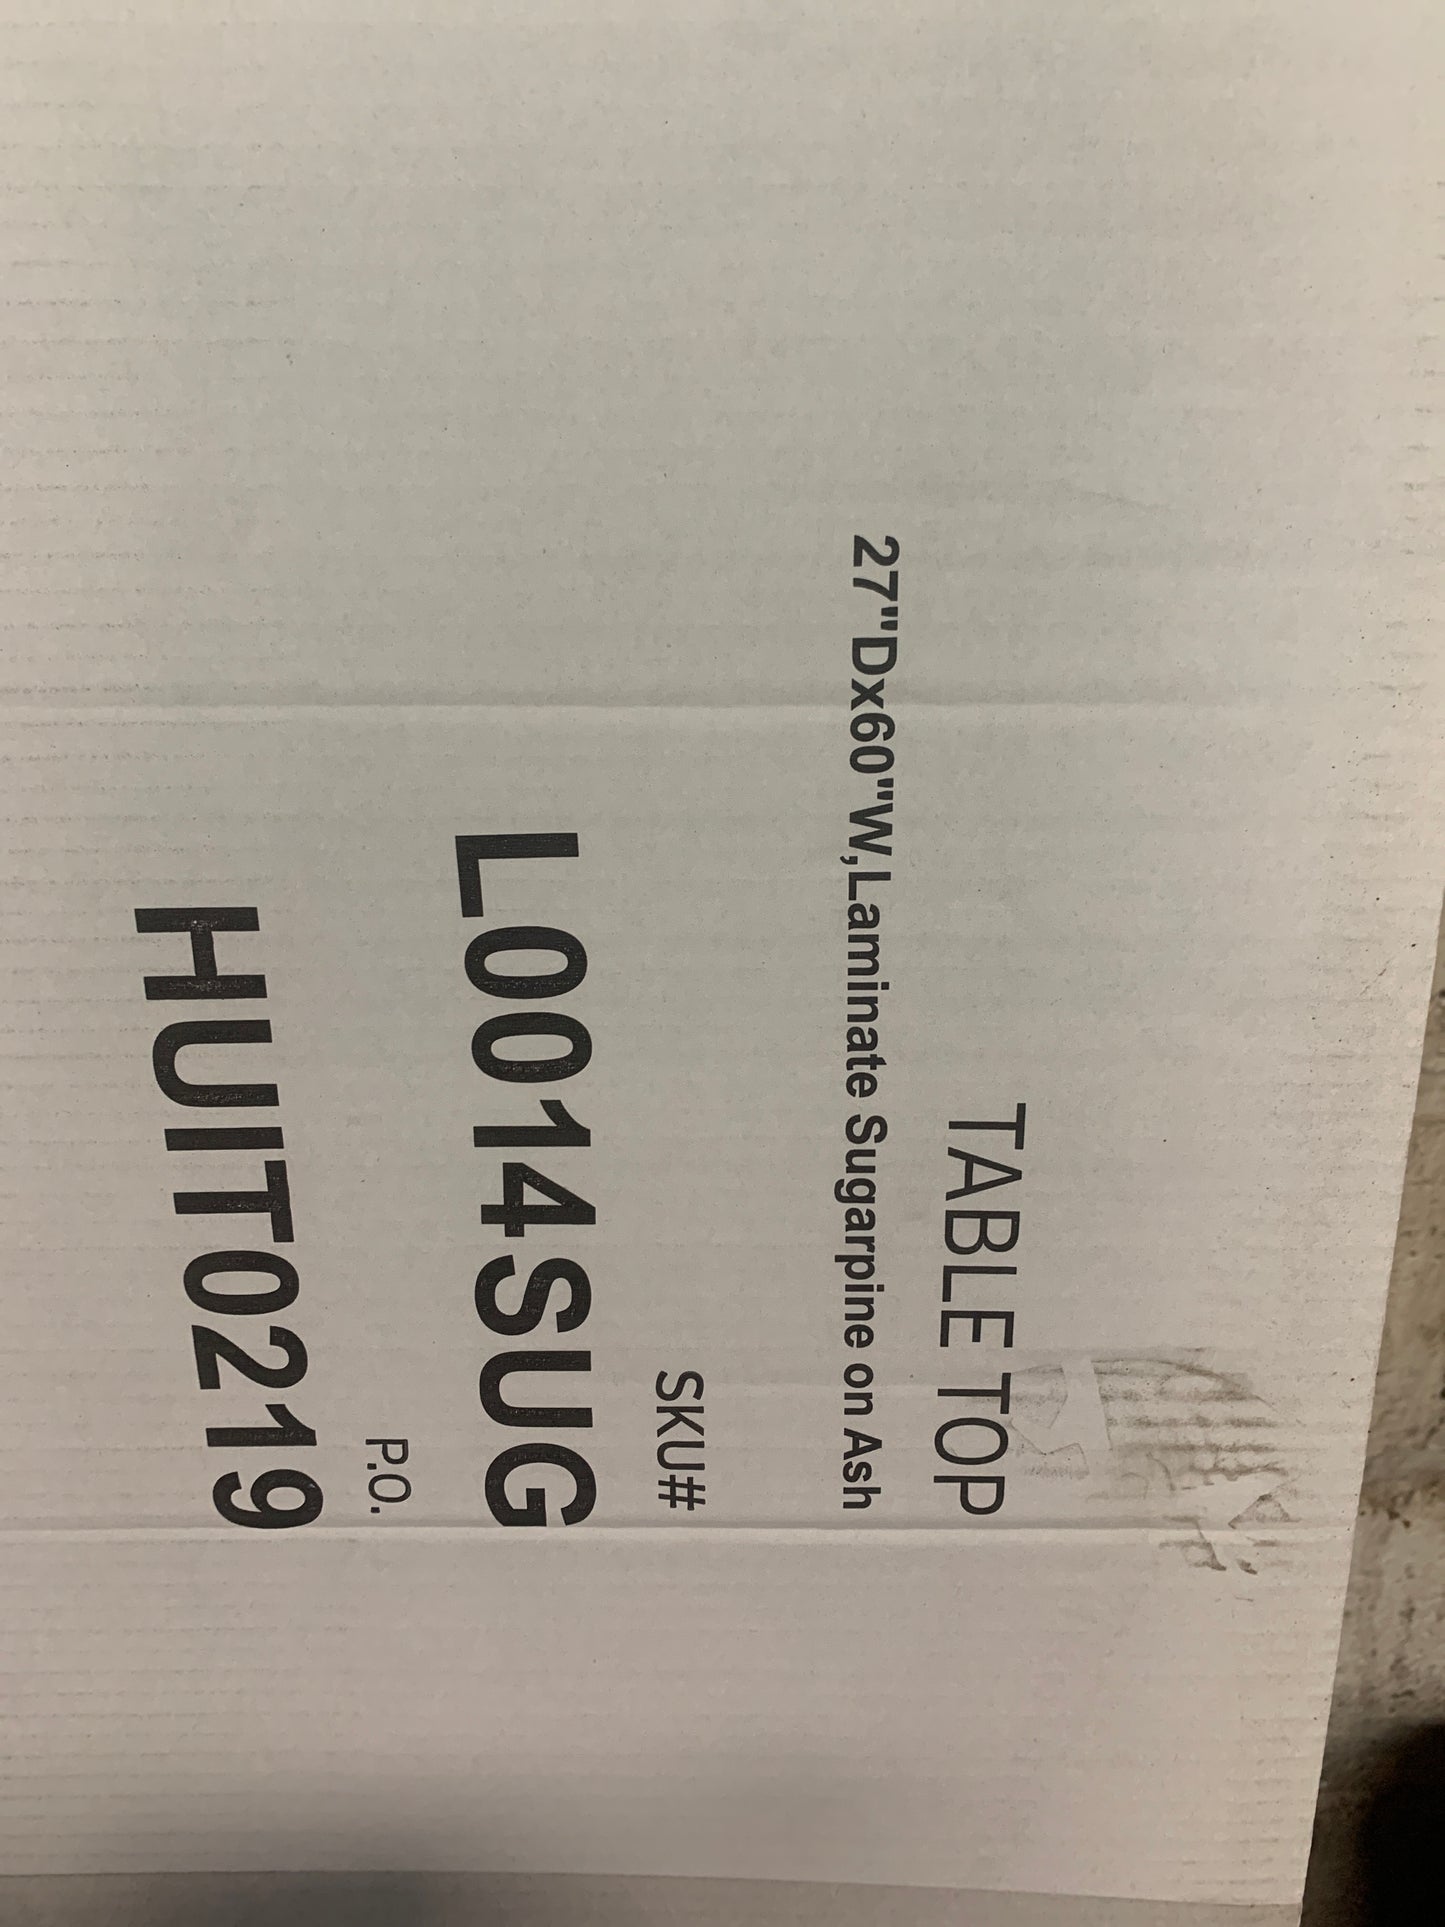 TABLE TOP
27"Dx60"W,Laminate Sugarpine on Ash
SKU#
L0014SUG
P.O.
HUIT0219